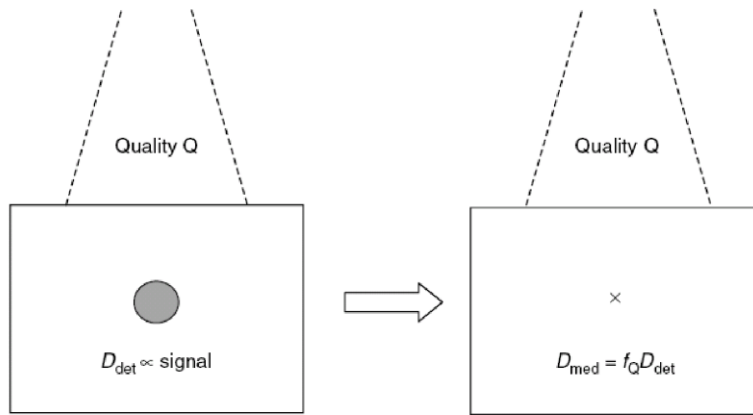 Quality Q
Quality Q
×
D_det ∝ signal
D_med = f_Q D_det